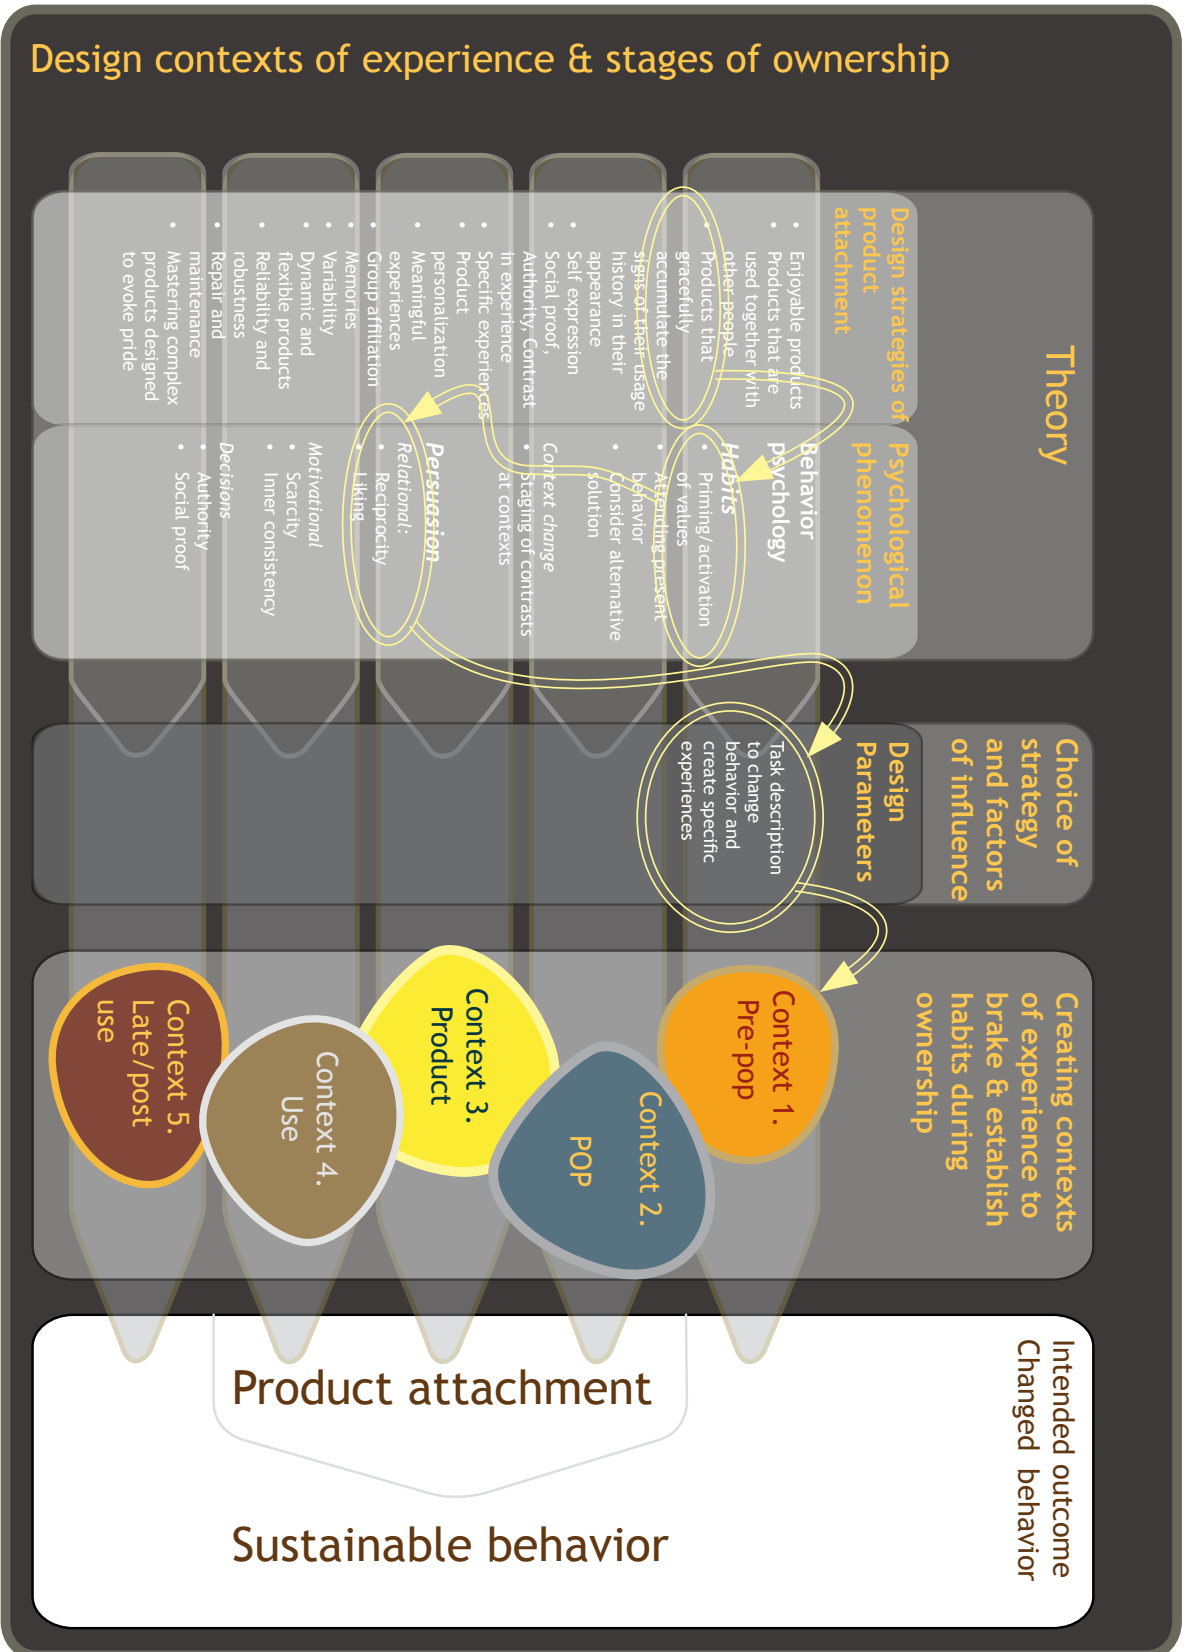 Design contexts of experience & stages of ownership
Theory
Design strategies of
product
attachment
• Enjoyable products
• Products that are
used together with
other people
• Products that
gracefully
accumulate the
signs of their usage
history in their
appearance
• Self expression
• Social proof,
Authority, Contrast
in experience
• Specific experiences
• Product
personalization
• Meaningful
experiences
• Group affiliation
• Memories
• Variability
• Dynamic and
flexible products
• Reliability and
robustness
• Repair and
maintenance
• Mastering complex
products designed
to evoke pride
Psychological
phenomenon
Behavior
psychology
Habits
• Priming/activation
of values
• Attending present
behavior
• Consider alternative
solution
Context change
• Staging of contrasts
at contexts
Persuasion
Relational:
• Reciprocity
• Liking
Motivational
• Scarcity
• Inner consistency
Decisions
• Authority
• Social proof
Choice of
strategy
and factors
of influence
Design
Parameters
Task description
to change
behavior and
create specific
experiences
Creating contexts
of experience to
brake & establish
habits during
ownership
Context 1.
Pre-pop
Context 2.
POP
Context 3.
Product
Context 4.
Use
Context 5.
Late/post
use
Intended outcome
Changed behavior
Product attachment
Sustainable behavior